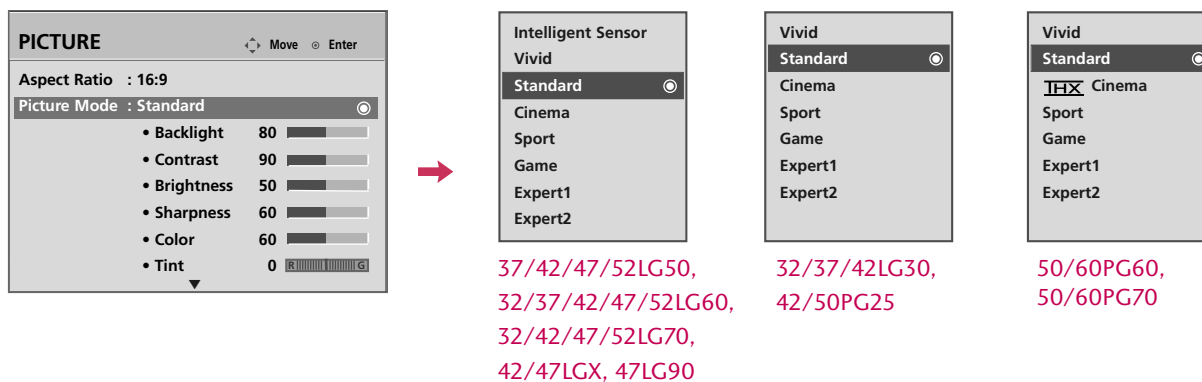 PICTURE
Move Enter
Aspect Ratio : 16:9
Picture Mode : Standard
• Backlight 80
• Contrast 90
• Brightness 50
• Sharpness 60
• Color 60
• Tint 0 R G
Intelligent Sensor
Vivid
Standard
Cinema
Sport
Game
Expert1
Expert2
37/42/47/52LG50,
32/37/42/47/52LG60,
32/42/47/52LG70,
42/47LGX, 47LG90
Vivid
Standard
Cinema
Sport
Game
Expert1
Expert2
32/37/42LG30,
42/50PG25
Vivid
Standard
THX Cinema
Sport
Game
Expert1
Expert2
50/60PG60,
50/60PG70